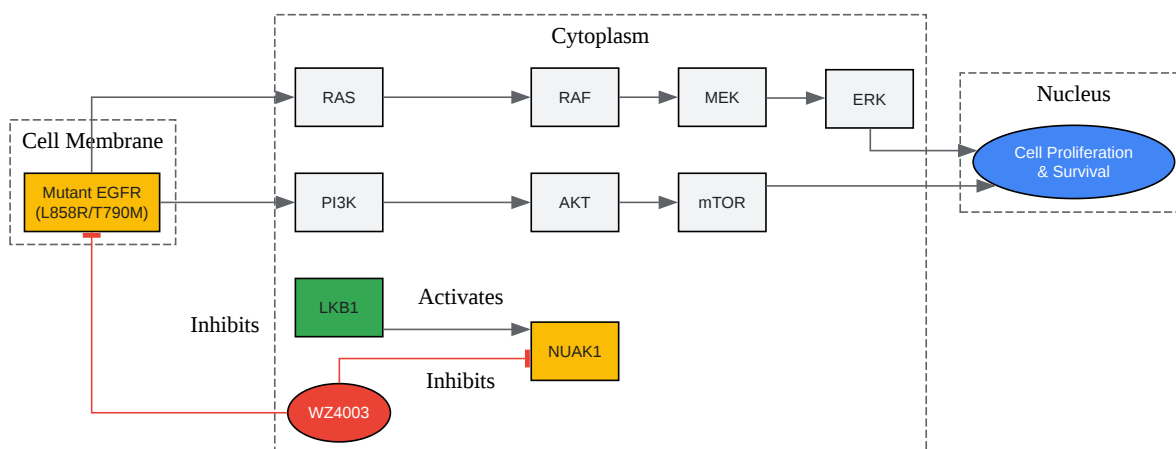 Cytoplasm
RAS
RAF
MEK
ERK
Nucleus
Cell Proliferation
& Survival
Cell Membrane
Mutant EGFR
(L858R/T790M)
PI3K
AKT
mTOR
LKB1
Activates
Inhibits
NUAK1
Inhibits
WZ4003